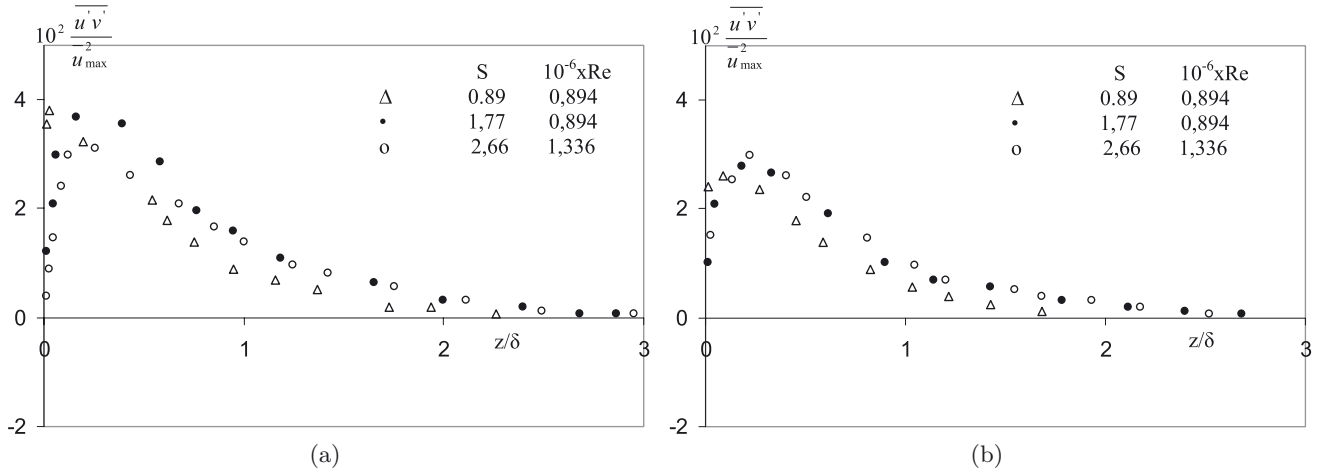 10² u'v' / u²max
S 10⁻⁶xRe
Δ 0.89 0,894
• 1,77 0,894
o 2,66 1,336
4
2
0
-2
0 1 2 3
z/δ
(a)
10² u'v' / u²max
S 10⁻⁶xRe
Δ 0.89 0,894
• 1,77 0,894
o 2,66 1,336
4
2
0
-2
0 1 2 3
z/δ
(b)